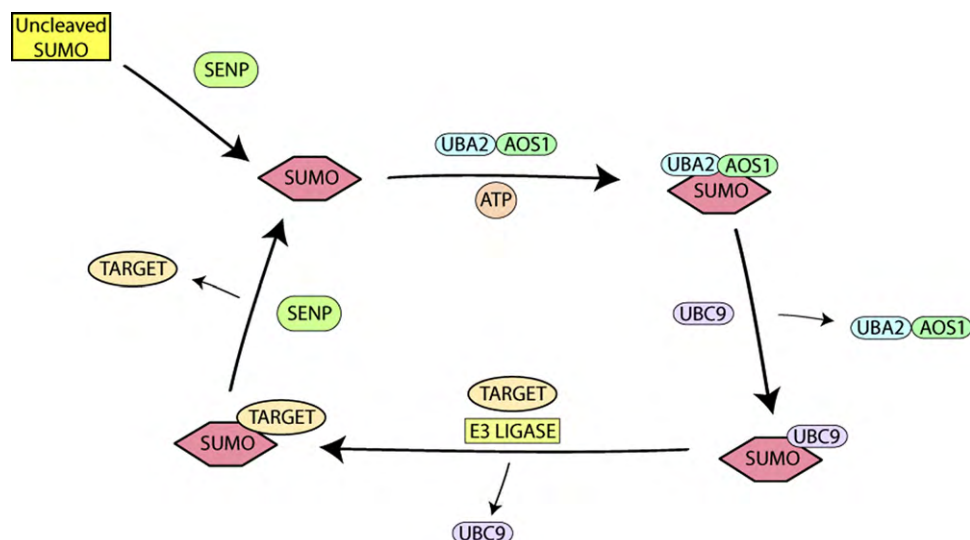 Uncleaved
SUMO
SENP
SUMO
UBA2 AOS1
ATP
UBA2 AOS1
SUMO
TARGET
SENP
UBC9
UBA2 AOS1
TARGET
E3 LIGASE
TARGET
SUMO
UBC9
SUMO
UBC9